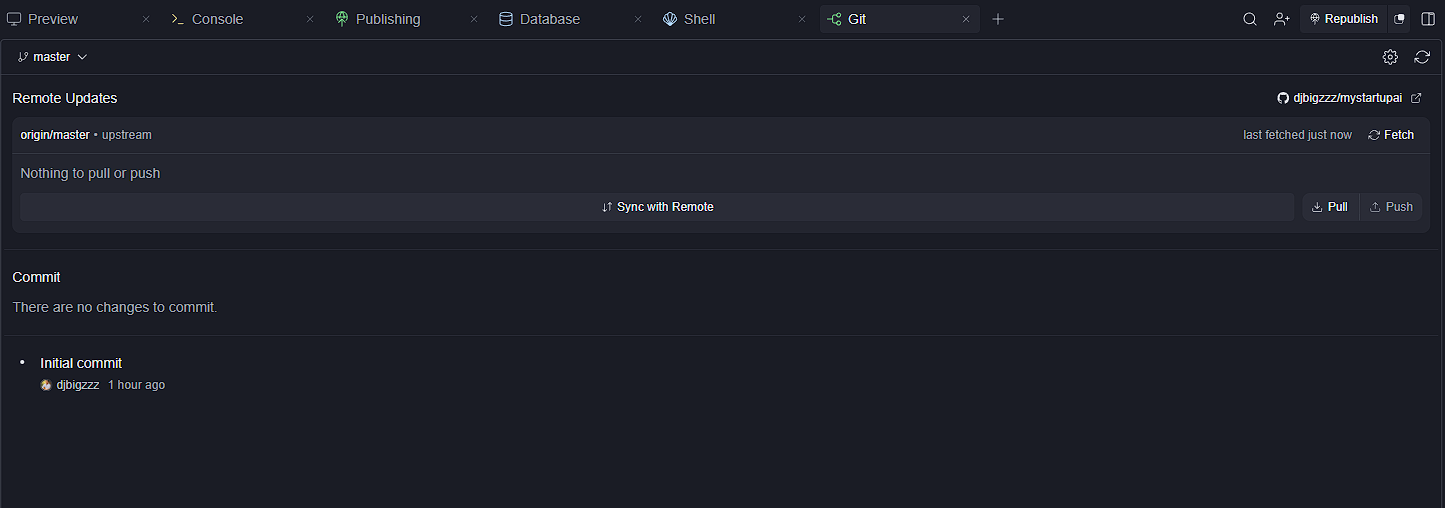 Preview Console Publishing Database Shell Git Republish
master
Remote Updates djbigzzz/mystartupai
origin/master • upstream last fetched just now Fetch
Nothing to pull or push
Sync with Remote Pull Push
Commit
There are no changes to commit.
• Initial commit
djbigzzz 1 hour ago